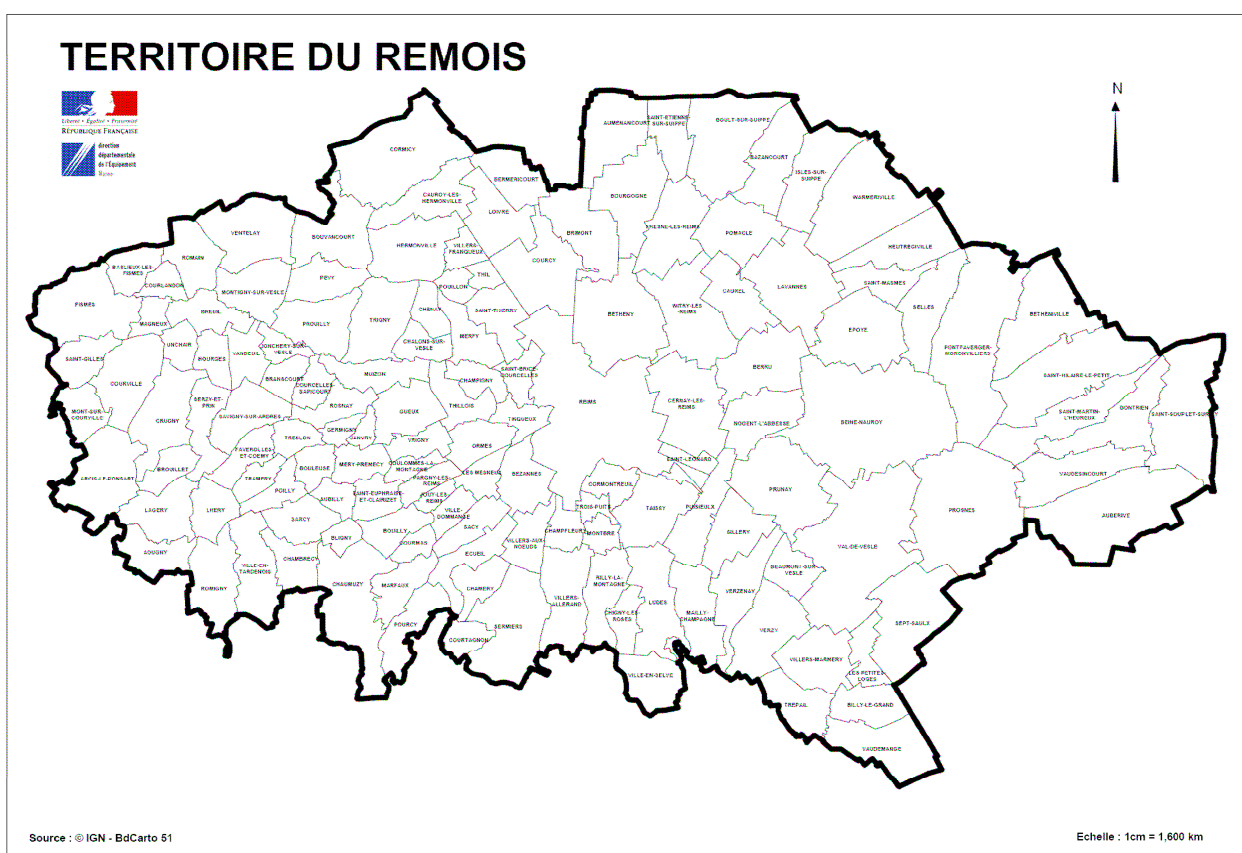 TERRITOIRE DU REMOIS
Liberté • Égalité • Fraternité
RÉPUBLIQUE FRANÇAISE
direction
départementale
de l'Équipement
Marne
N
CORMICY
AUMENANCOURT
SAINT-ETIENNE-
SUR-SUIPPE
BOULT-SUR-SUIPPE
BAZANCOURT
ISLES-SUR-
SUIPPE
WARMERIVILLE
BERMERICOURT
CAUROY-LES-
HERMONVILLE
LOIVRE
BOURGOGNE
FRESNE-LES-REIMS
POMACLE
HEUTREGIVILLE
VENTELAY
BOUVANCOURT
HERMONVILLE
VILLERS-
FRANQUEUX
BRIMONT
COURCY
ROMAIN
BASLIEUX-LES-
FISMES
COURLANDON
MONTIGNY-SUR-VESLE
PEVY
THIL
POUILLON
CAUREL
LAVANNES
SAINT-MASMES
SELLES
BETHENIVILLE
FISMES
BREUIL
MAGNEUX
PROUILLY
TRIGNY
CHENAY
SAINT-THIERRY
BETHENY
WITRY-LES-
REIMS
EPOYE
PONTFAVERGER-
MORONVILLIERS
SAINT-GILLES
UNCHAIR
HOURGES
VANDEUIL
JONCHERY-SUR-
VESLE
CHALONS-SUR-
VESLE
MERFY
MUIZON
SAINT-BRICE-
COURCELLES
BERRU
SAINT-HILAIRE-LE-PETIT
COURVILLE
BRANSCOURT
COURCELLES-
SAPICOURT
CHAMPIGNY
THILLOIS
REIMS
CERNAY-LES-
REIMS
NOGENT-L'ABBESSE
BEINE-NAUROY
SAINT-MARTIN-
L'HEUREUX
DONTRIEN
SAINT-SOUPLET-SUR-PY
MONT-SUR-
COURVILLE
CRUGNY
SERZY-ET-
PRIN
SAVIGNY-SUR-ARDRES
ROSNAY
GUEUX
TINQUEUX
TRESLON
GERMIGNY
JANVRY
VRIGNY
ORMES
FAVEROLLES-
ET-COEMY
BROUILLET
ARCIS-LE-PONSART
TRAMERY
BOULEUSE
MERY-PREMECY
COULOMMES-LA-
MONTAGNE
PARGNY-LES-
REIMS
LES MESNEUX
BEZANNES
SAINT-LEONARD
CORMONTREUIL
PRUNAY
VAUDESINCOURT
LAGERY
LHERY
POILLY
AUBILLY
SAINT-EUPHRAISE-
ET-CLAIRIZET
JOUY-LES-
REIMS
VILLE-
DOMMANGE
TROIS-PUITS
TAISSY
PUISIEULX
PROSNES
AUBERIVE
SARCY
BLIGNY
BOUILLY
COURMAS
SACY
CHAMPFLEURY
MONTBRE
SILLERY
VAL-DE-VESLE
AOUGNY
ROMIGNY
VILLE-EN-
TARDENOIS
CHAMBRECY
CHAUMUZY
MARFAUX
ECUEIL
VILLERS-AUX-
NOEUDS
BEAUMONT-SUR-
VESLE
CHAMERY
VILLERS-
ALLERAND
RILLY-LA-
MONTAGNE
CHIGNY-LES-
ROSES
LUDES
MAILLY-
CHAMPAGNE
VERZENAY
POURCY
COURTAGNON
SERMIERS
VERZY
SEPT-SAULX
VILLERS-MARMERY
LES PETITES-
LOGES
VILLE-EN-SELVE
TREPAIL
BILLY-LE-GRAND
VAUDEMANGE
Source : © IGN - BdCarto 51
Echelle : 1cm = 1,600 km